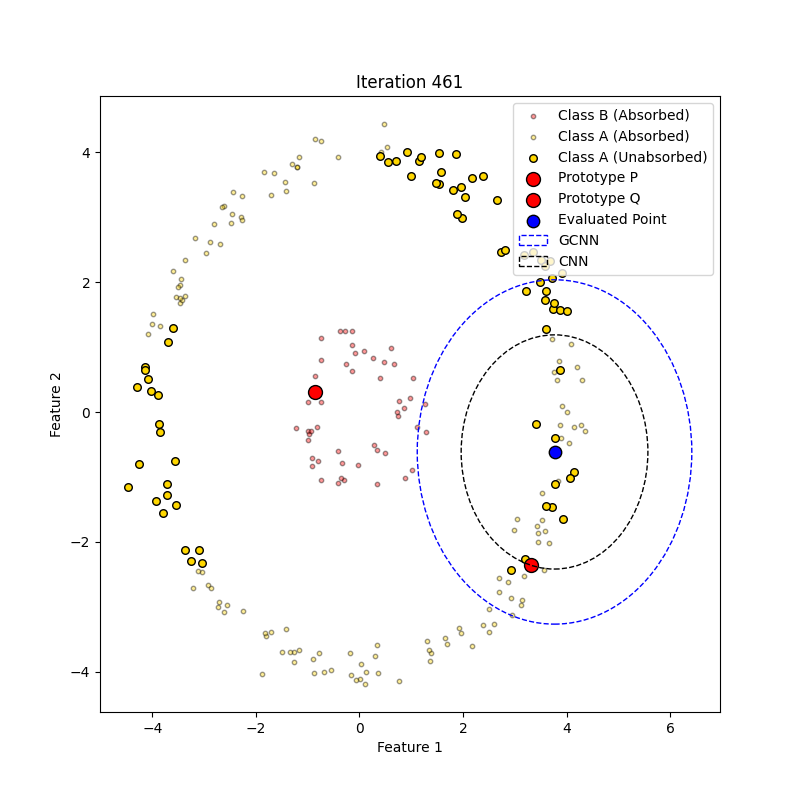 Iteration 461
Class B (Absorbed)
Class A (Absorbed)
Class A (Unabsorbed)
Prototype P
Prototype Q
Evaluated Point
GCNN
CNN
Feature 2
4
2
0
−2
−4
−4
−2
0
2
4
6
Feature 1